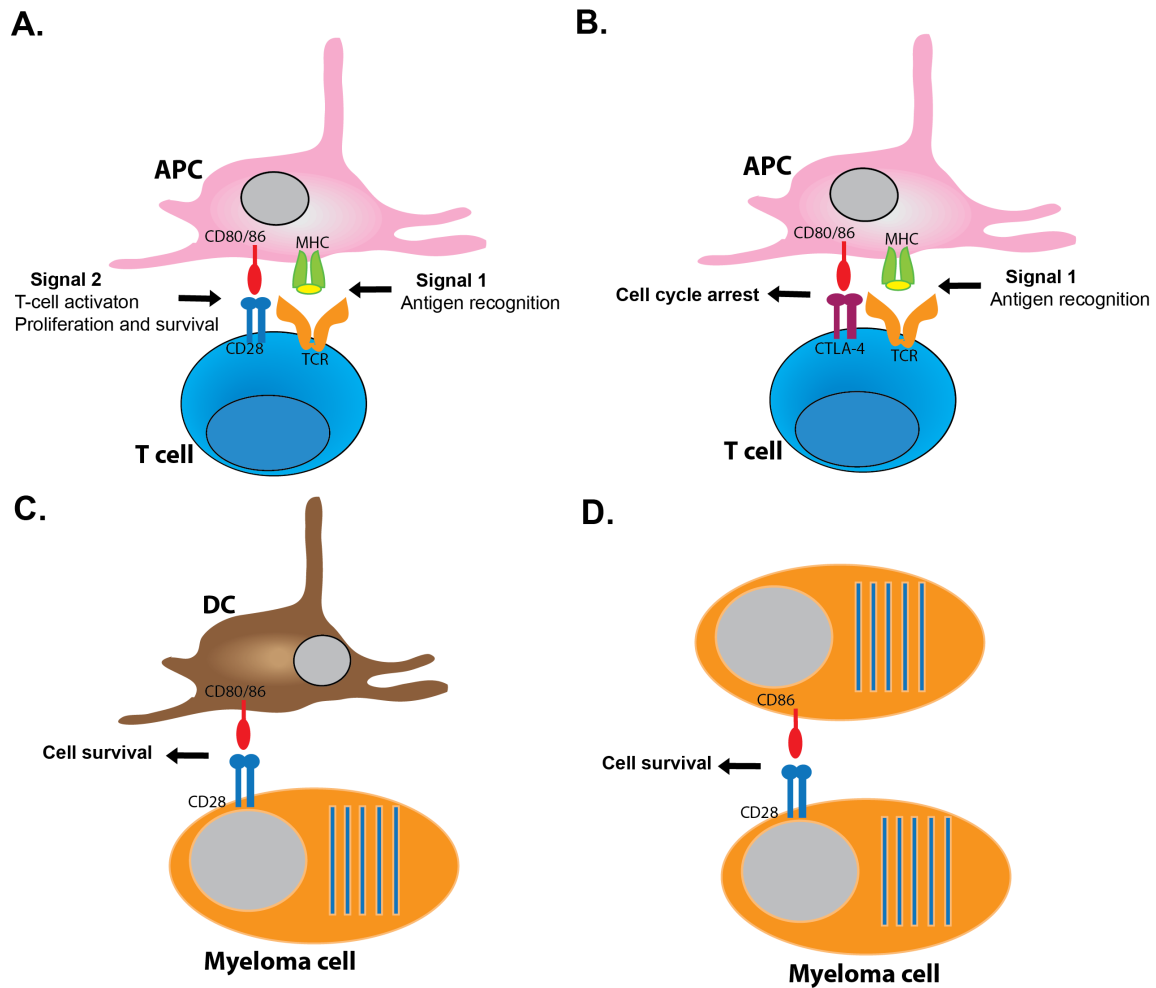 A.
APC
CD80/86
MHC
Signal 2
T-cell activaton
Proliferation and survival
Signal 1
Antigen recognition
CD28
TCR
T cell
B.
APC
CD80/86
MHC
Cell cycle arrest
Signal 1
Antigen recognition
CTLA-4
TCR
T cell
C.
DC
CD80/86
Cell survival
CD28
Myeloma cell
D.
CD86
Cell survival
CD28
Myeloma cell